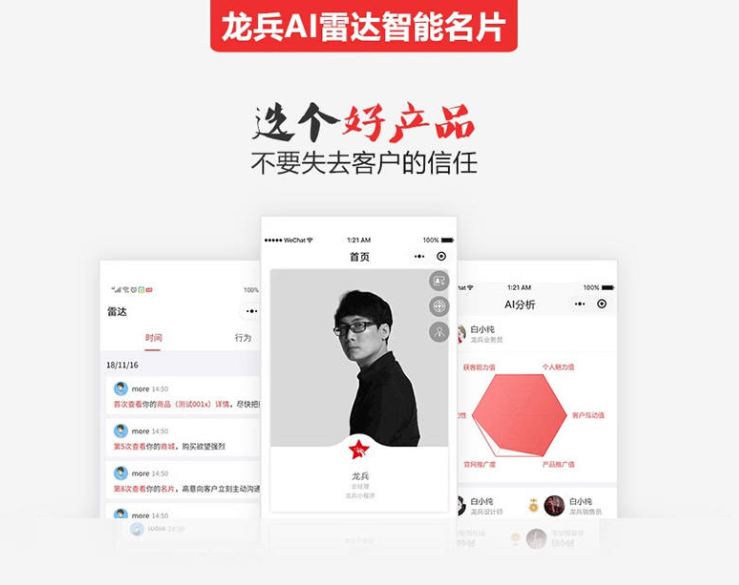 龙兵AI雷达智能名片
选个好产品
不要失去客户的信任
100%
雷达
时间 行为
18/11/16
more 14:50
首次查看你的商品（测试001x）详情，尽快把
more 14:50
第5次查看你的商城，购买欲望强烈
more 14:50
第8次查看你的名片，高意向客户立刻主动沟通
more 14:50
WeChat 1:21 AM 100%
首页
龙兵
龙兵小程序
1:21 AM 100%
AI分析
白小纯
龙兵业务员
获客能力值 个人魅力值
客户互动值
官网推广度 产品推广值
白小纯
龙兵设计师
白小纯
龙兵销售员